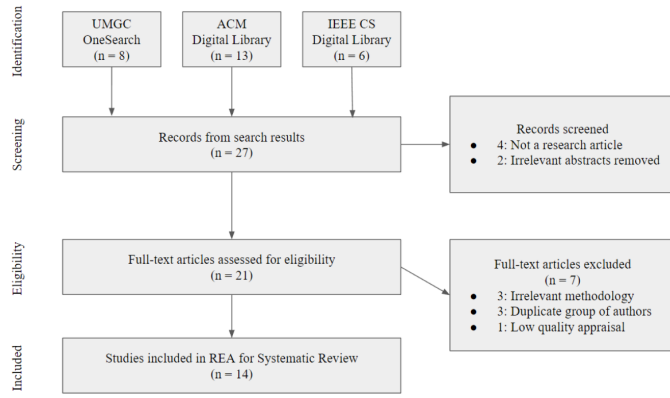 Identification
UMGC
OneSearch
(n = 8)
ACM
Digital Library
(n = 13)
IEEE CS
Digital Library
(n = 6)
Screening
Records from search results
(n = 27)
Records screened
● 4: Not a research article
● 2: Irrelevant abstracts removed
Eligibility
Full-text articles assessed for eligibility
(n = 21)
Full-text articles excluded
(n = 7)
● 3: Irrelevant methodology
● 3: Duplicate group of authors
● 1: Low quality appraisal
Included
Studies included in REA for Systematic Review
(n = 14)